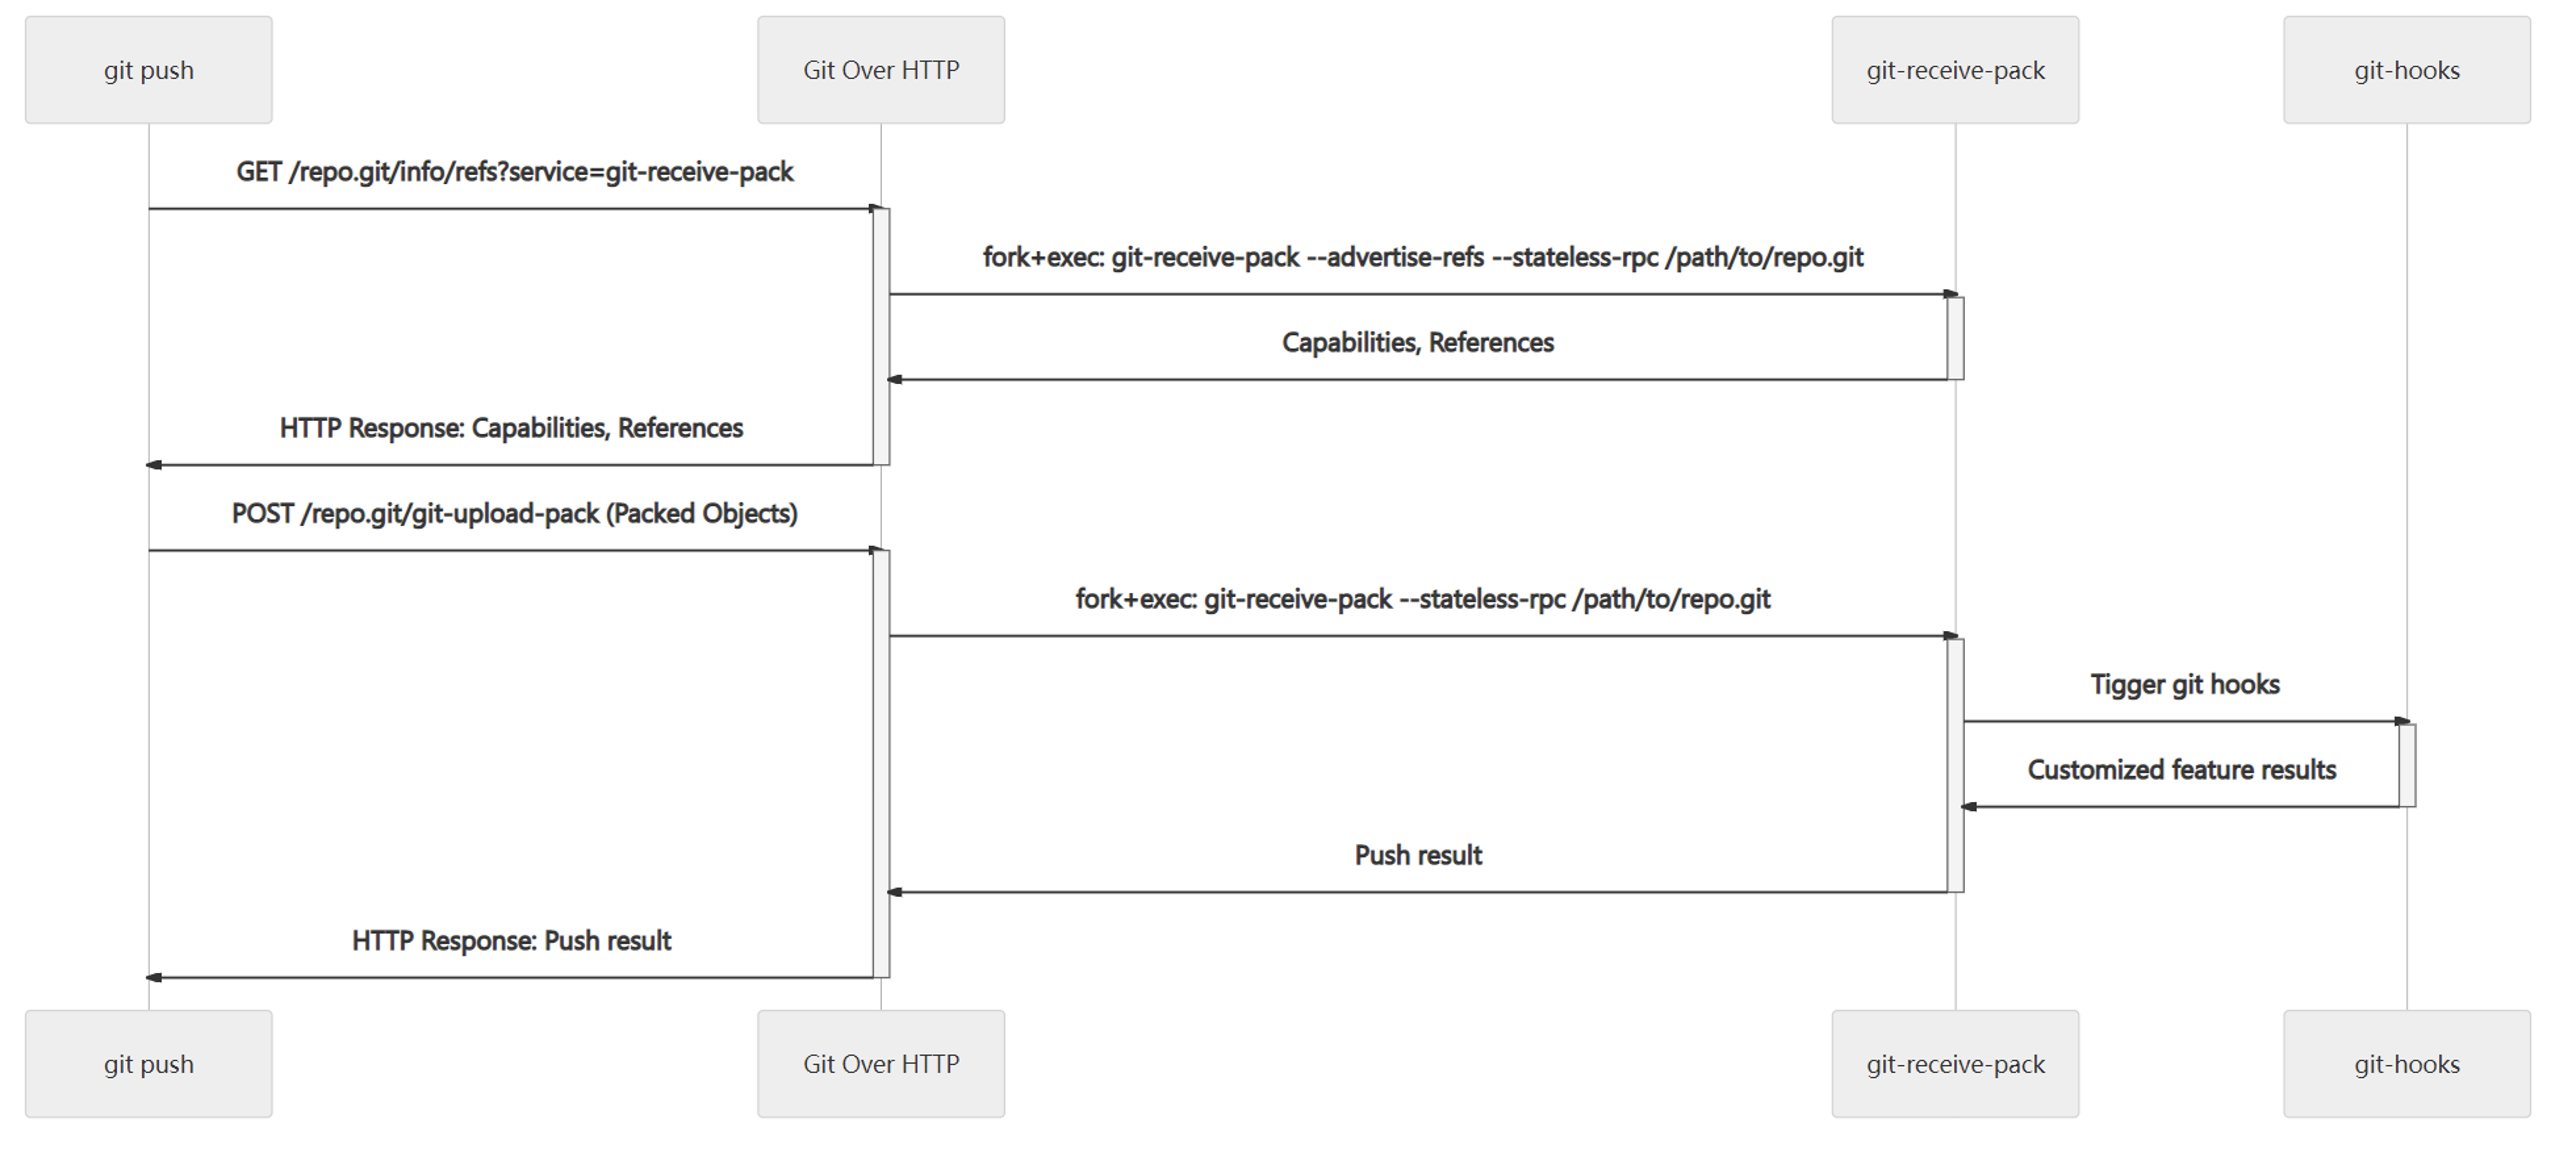 git push
Git Over HTTP
git-receive-pack
git-hooks
GET /repo.git/info/refs?service=git-receive-pack
fork+exec: git-receive-pack --advertise-refs --stateless-rpc /path/to/repo.git
Capabilities, References
HTTP Response: Capabilities, References
POST /repo.git/git-upload-pack (Packed Objects)
fork+exec: git-receive-pack --stateless-rpc /path/to/repo.git
Tigger git hooks
Customized feature results
Push result
HTTP Response: Push result
git push
Git Over HTTP
git-receive-pack
git-hooks